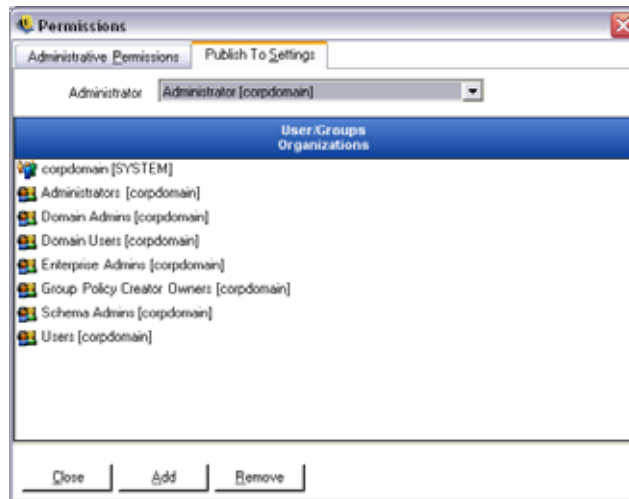 Permissions
Administrative Permissions
Publish To Settings
Administrator
Administrator [corpdomain]
User/Groups
Organizations
corpdomain [SYSTEM]
Administrators [corpdomain]
Domain Admins [corpdomain]
Domain Users [corpdomain]
Enterprise Admins [corpdomain]
Group Policy Creator Owners [corpdomain]
Schema Admins [corpdomain]
Users [corpdomain]
Close
Add
Remove